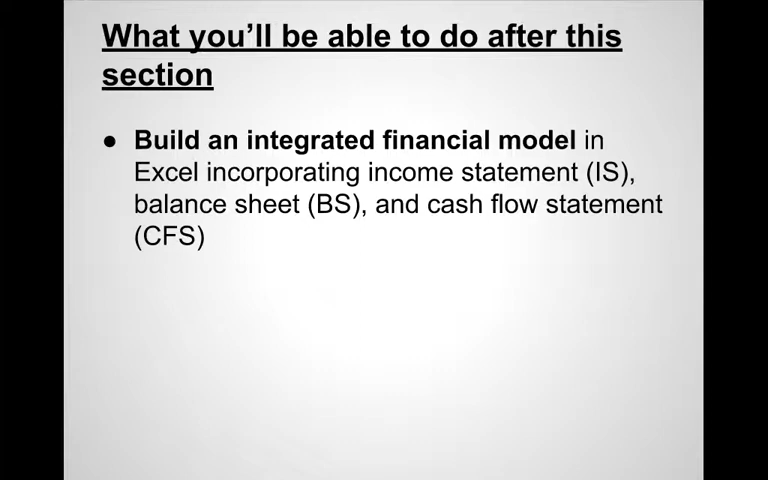 What you'll be able to do after this
section
● Build an integrated financial model in
Excel incorporating income statement (IS),
balance sheet (BS), and cash flow statement
(CFS)